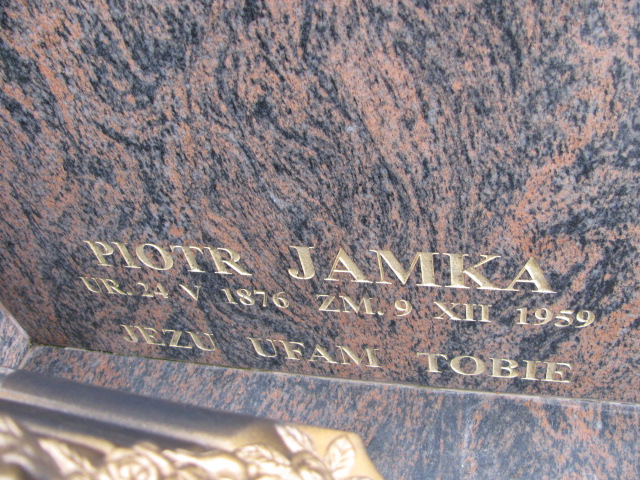 PIOTR JAMKA
UR. 24 V 1876 ZM. 9 XII 1959
JEZU UFAM TOBIE